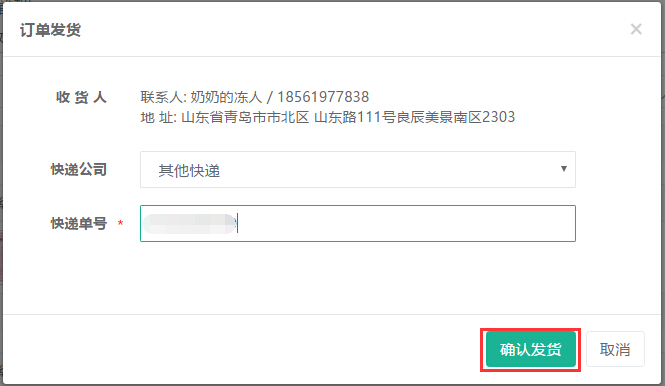 订单发货 ×
收 货 人 联系人: 奶奶的冻人 / 18561977838
地 址: 山东省青岛市市北区 山东路111号良辰美景南区2303
快递公司 其他快递
快递单号 *
确认发货 取消